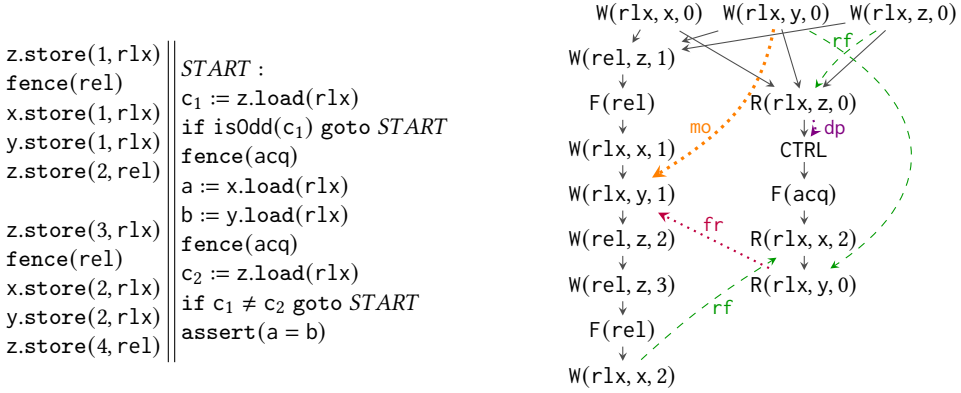 z.store(1, rlx)
fence(rel)
x.store(1, rlx)
y.store(1, rlx)
z.store(2, rel)
z.store(3, rlx)
fence(rel)
x.store(2, rlx)
y.store(2, rlx)
z.store(4, rel)
START :
c₁ := z.load(rlx)
if isOdd(c₁) goto START
fence(acq)
a := x.load(rlx)
b := y.load(rlx)
fence(acq)
c₂ := z.load(rlx)
if c₁ ≠ c₂ goto START
assert(a = b)
W(rlx, x, 0) W(rlx, y, 0) W(rlx, z, 0)
rf
W(rel, z, 1)
F(rel) R(rlx, z, 0)
mo dp
W(rlx, x, 1) CTRL
W(rlx, y, 1) F(acq)
fr
W(rel, z, 2) R(rlx, x, 2)
W(rel, z, 3) R(rlx, y, 0)
rf
F(rel)
W(rlx, x, 2)